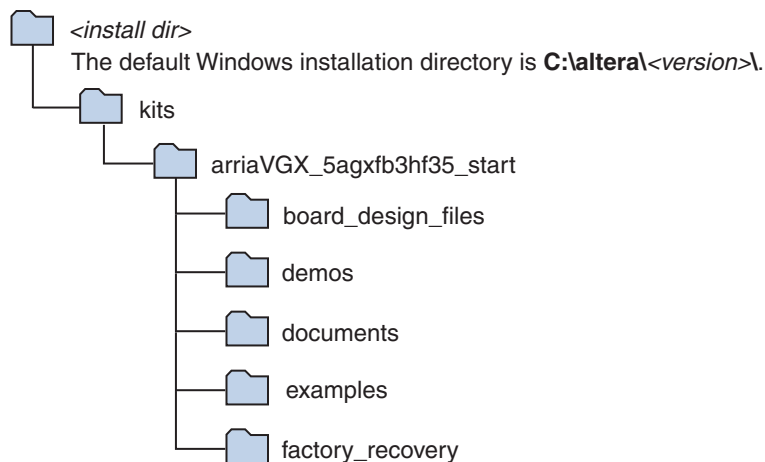 <install dir>
The default Windows installation directory is C:\altera\<version>\.
kits
arriaVGX_5agxfb3hf35_start
board_design_files
demos
documents
examples
factory_recovery